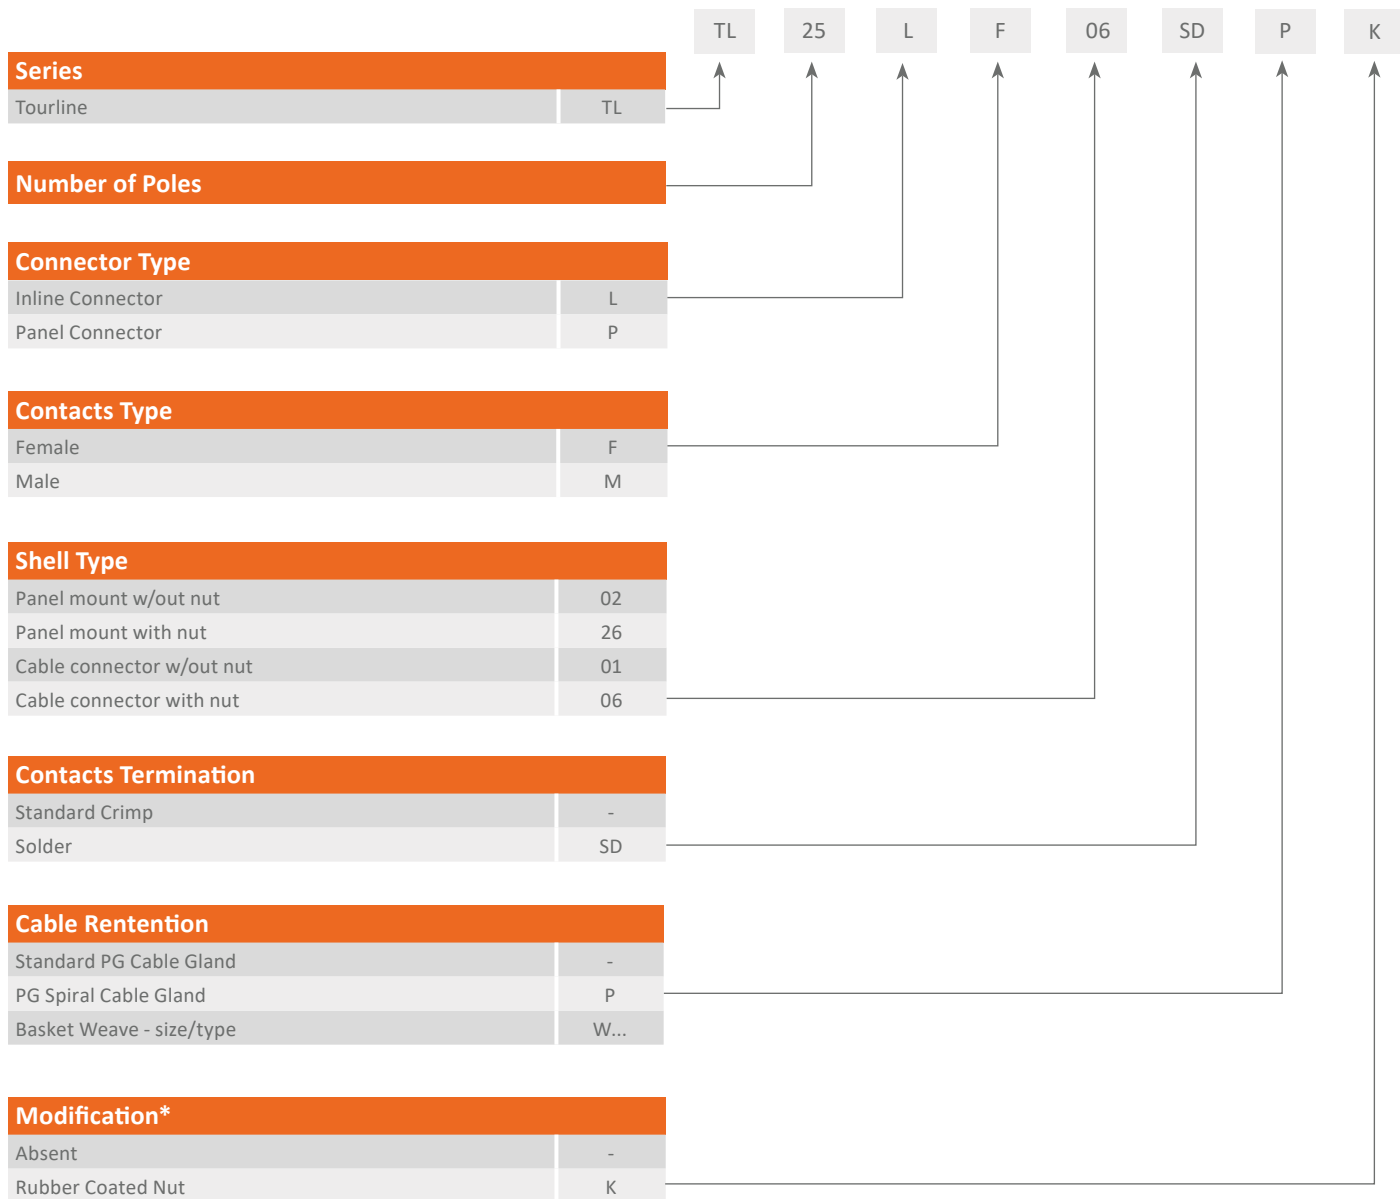 TL 25 L F 06 SD P K
Series
Tourline TL
Number of Poles
Connector Type
Inline Connector L
Panel Connector P
Contacts Type
Female F
Male M
Shell Type
Panel mount w/out nut 02
Panel mount with nut 26
Cable connector w/out nut 01
Cable connector with nut 06
Contacts Termination
Standard Crimp -
Solder SD
Cable Rentention
Standard PG Cable Gland -
PG Spiral Cable Gland P
Basket Weave - size/type W...
Modification*
Absent -
Rubber Coated Nut K